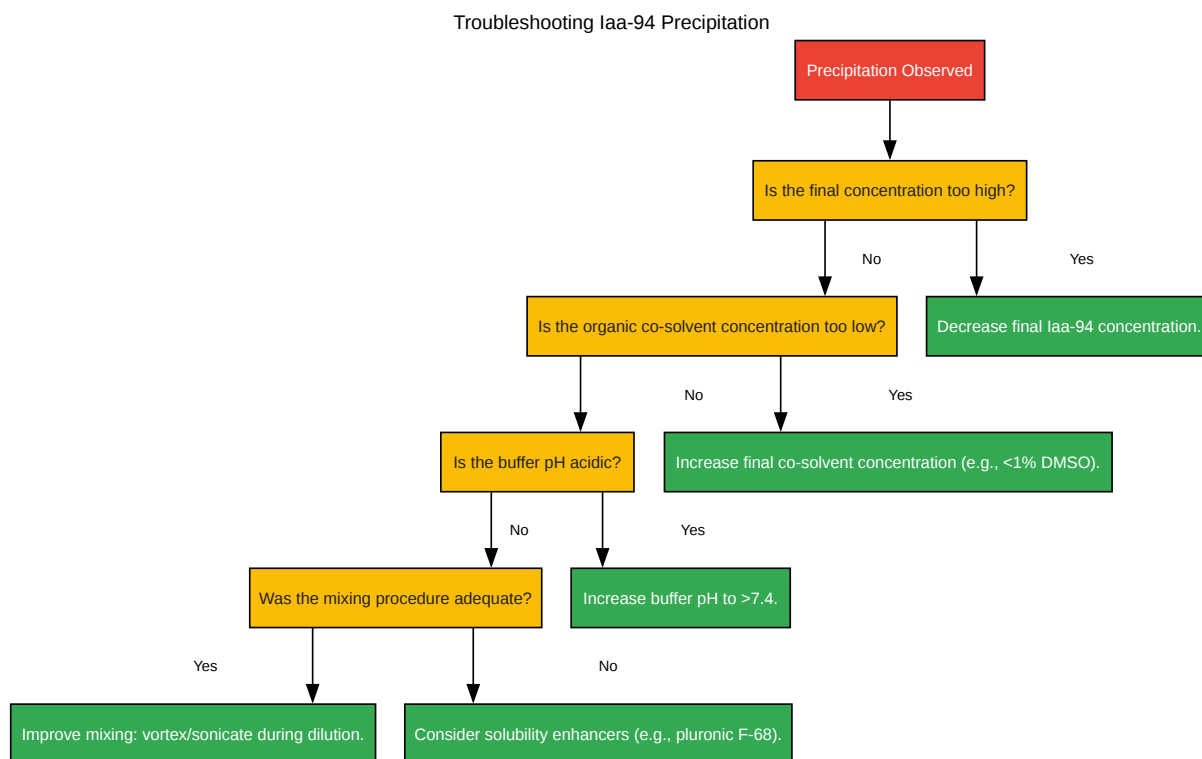 Troubleshooting Iaa-94 Precipitation
Precipitation Observed
Is the final concentration too high?
No
Yes
Is the organic co-solvent concentration too low?
Decrease final Iaa-94 concentration.
No
Yes
Is the buffer pH acidic?
Increase final co-solvent concentration (e.g., <1% DMSO).
No
Yes
Was the mixing procedure adequate?
Increase buffer pH to >7.4.
Yes
No
Improve mixing: vortex/sonicate during dilution.
Consider solubility enhancers (e.g., pluronic F-68).